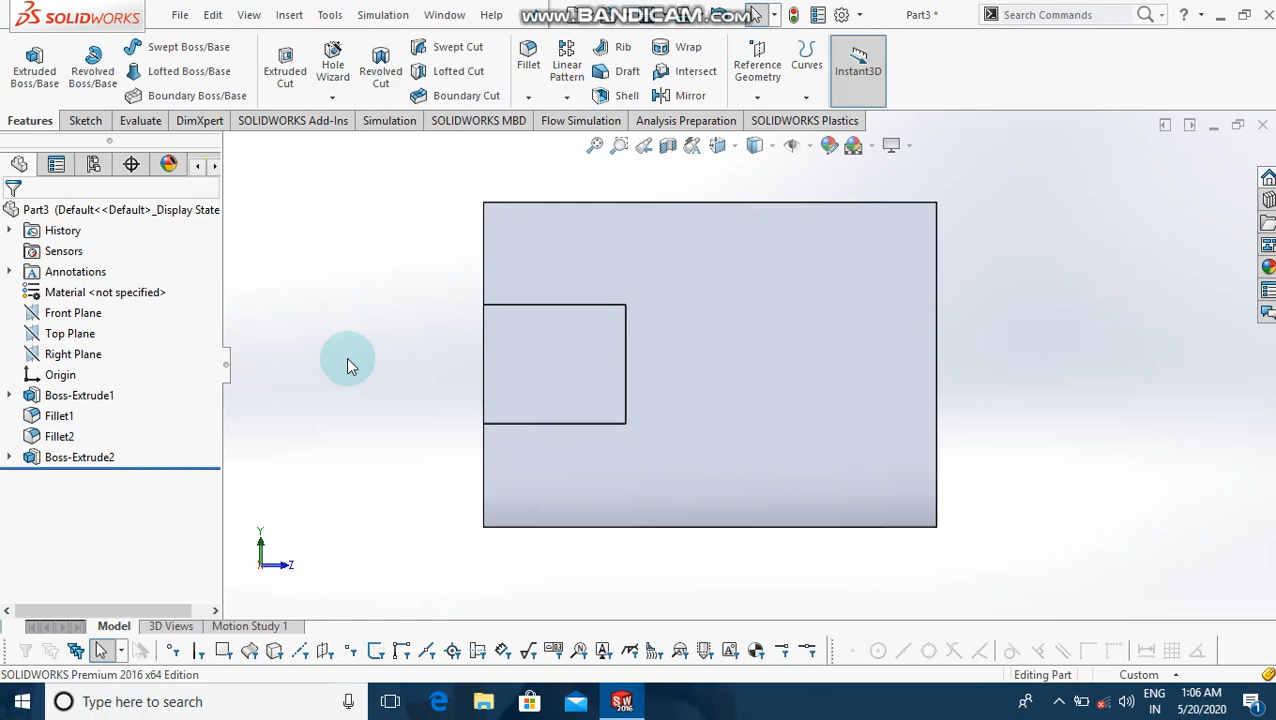 SOLIDWORKS
File
Edit
View
Insert
Tools
Simulation
Window
Help
www.BANDICAM.com
Part3 *
Search Commands
?
Extruded Boss/Base
Revolved Boss/Base
Swept Boss/Base
Lofted Boss/Base
Boundary Boss/Base
Extruded Cut
Hole Wizard
Revolved Cut
Swept Cut
Lofted Cut
Boundary Cut
Fillet
Linear Pattern
Rib
Draft
Shell
Wrap
Intersect
Mirror
Reference Geometry
Curves
Instant3D
Features
Sketch
Evaluate
DimXpert
SOLIDWORKS Add-Ins
Simulation
SOLIDWORKS MBD
Flow Simulation
Analysis Preparation
SOLIDWORKS Plastics
Part3 (Default<<Default>_Display State
History
Sensors
Annotations
Material <not specified>
Front Plane
Top Plane
Right Plane
Origin
Boss-Extrude1
Fillet1
Fillet2
Boss-Extrude2
Y
Z
Model
3D Views
Motion Study 1
SOLIDWORKS Premium 2016 x64 Edition
Editing Part
Custom
Type here to search
SW
2016
ENG
IN
1:06 AM
5/20/2020
1